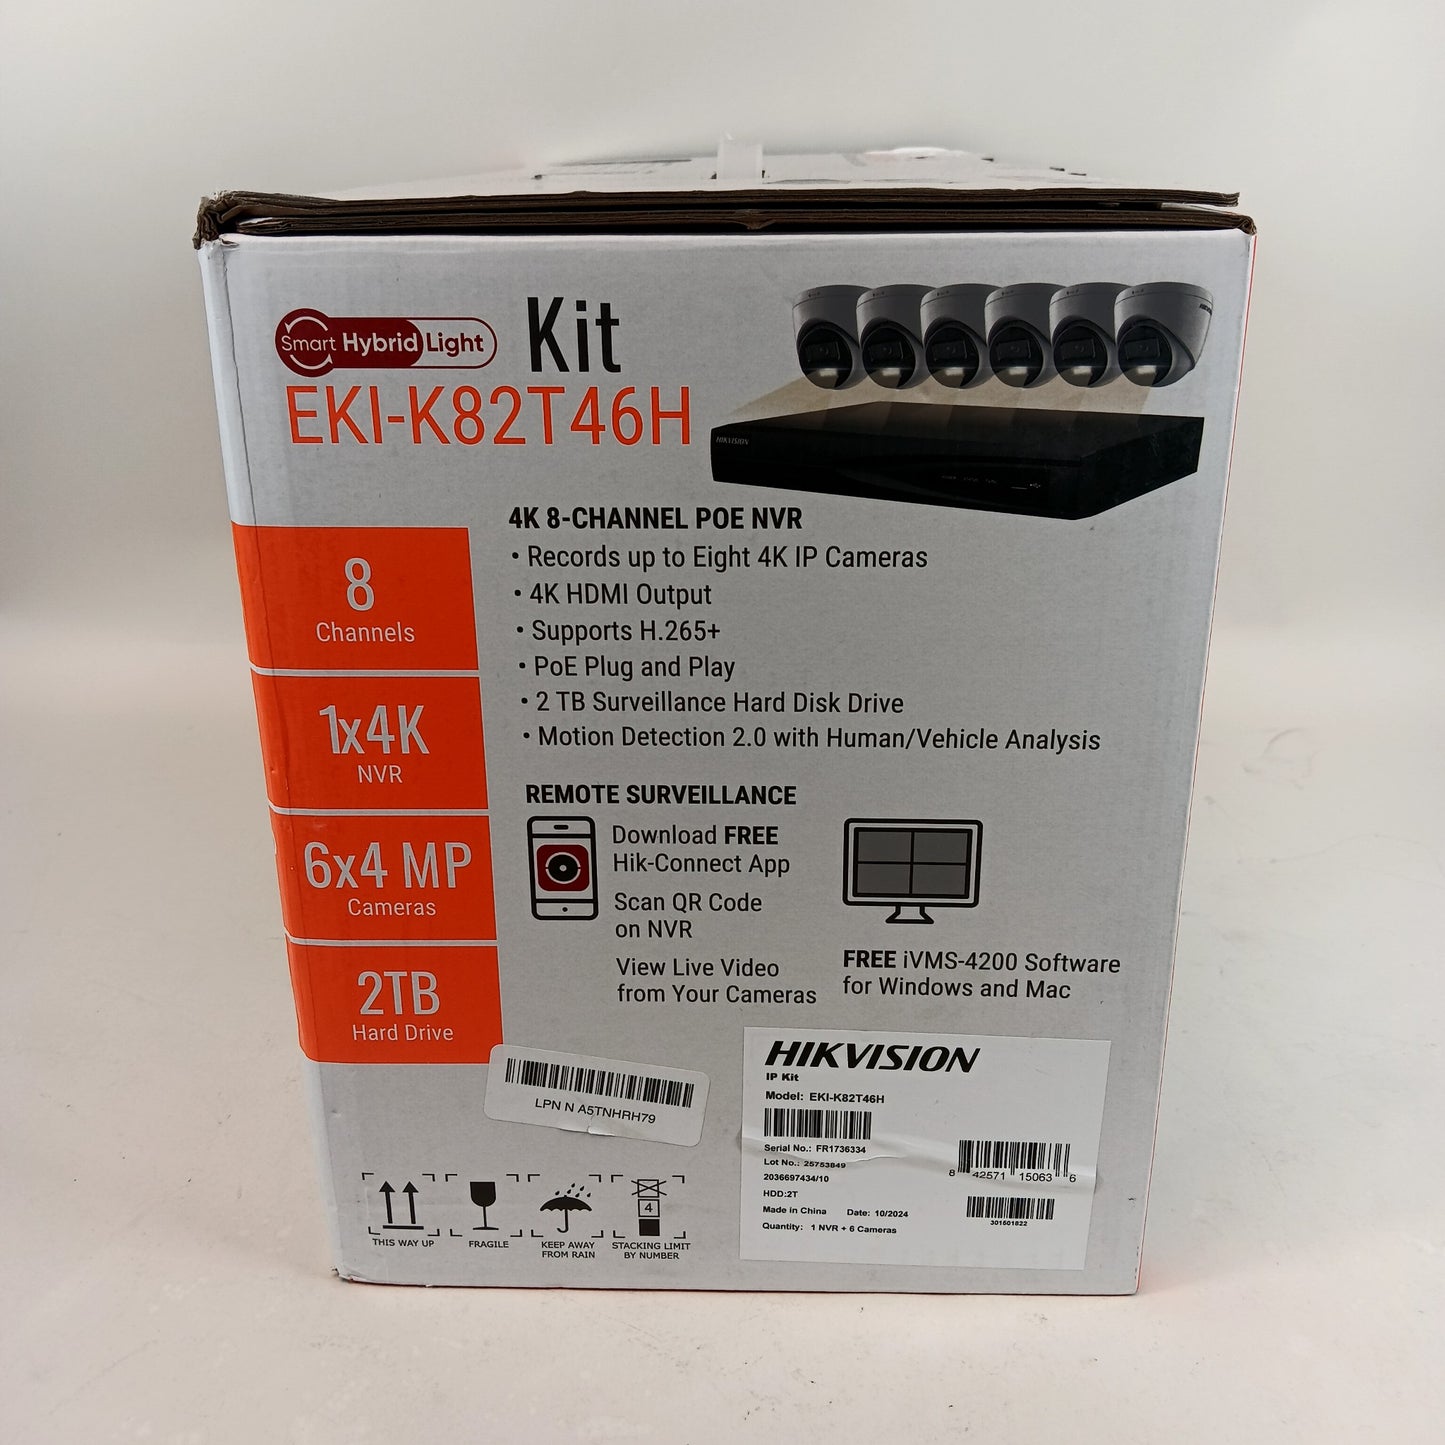 Smart Hybrid Light
Kit
EKI-K82T46H
HIKVISION
4K 8-CHANNEL POE NVR
• Records up to Eight 4K IP Cameras
• 4K HDMI Output
• Supports H.265+
• PoE Plug and Play
• 2 TB Surveillance Hard Disk Drive
• Motion Detection 2.0 with Human/Vehicle Analysis
8
Channels
1x4K
NVR
6x4 MP
Cameras
2TB
Hard Drive
REMOTE SURVEILLANCE
Download FREE
Hik-Connect App
Scan QR Code
on NVR
View Live Video
from Your Cameras
FREE iVMS-4200 Software
for Windows and Mac
LPN N A5TNHRH79
HIKVISION
IP Kit
Model: EKI-K82T46H
Serial No.: FR1736334
Lot No.: 25753849
2036697434/10
HDD:2T
Made in China Date: 10/2024
Quantity: 1 NVR + 6 Cameras
8 42571 15063 6
301501822
4
THIS WAY UP
FRAGILE
KEEP AWAY
FROM RAIN
STACKING LIMIT
BY NUMBER